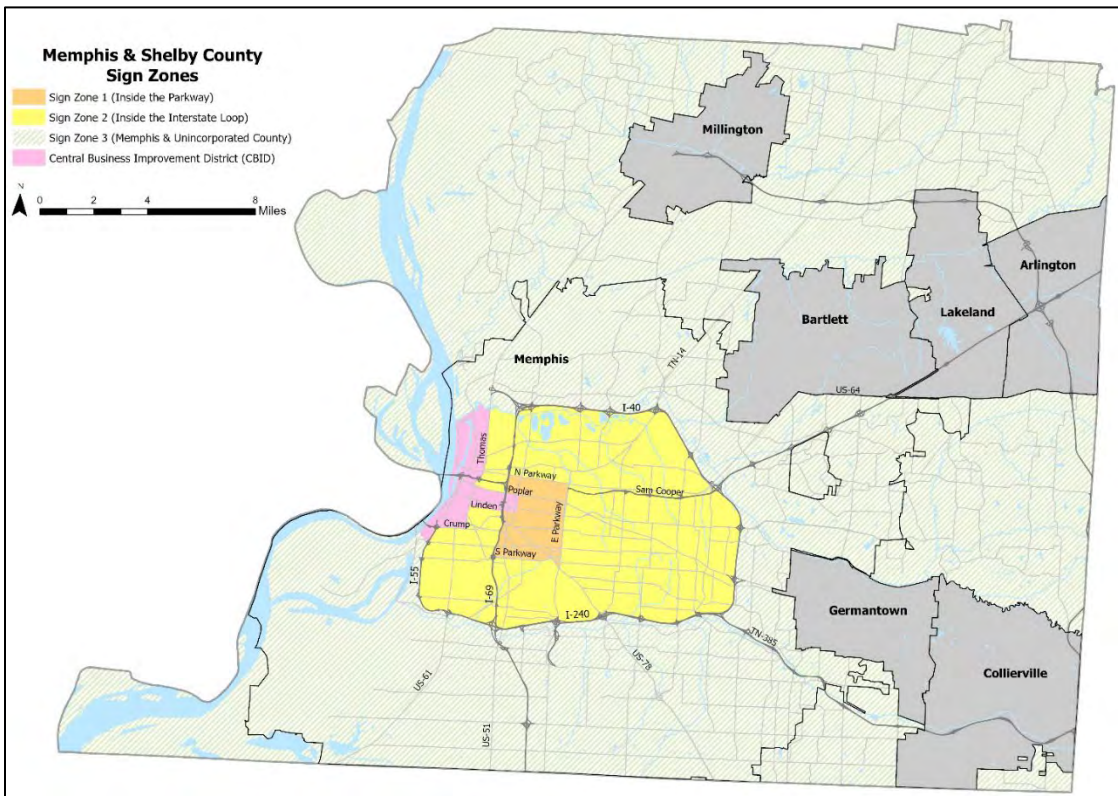 Memphis & Shelby County
Sign Zones
Sign Zone 1 (Inside the Parkway)
Sign Zone 2 (Inside the Interstate Loop)
Sign Zone 3 (Memphis & Unincorporated County)
Central Business Improvement District (CBID)
N
0 2 4 8
Miles
Millington
Arlington
Bartlett
Lakeland
Memphis
TN-14
US-64
I-40
Thomas
N Parkway
Poplar
Sam Cooper
Linden
Crump
E Parkway
S Parkway
I-55
I-69
I-240
Germantown
TN-385
US-78
US-61
Collierville
US-51